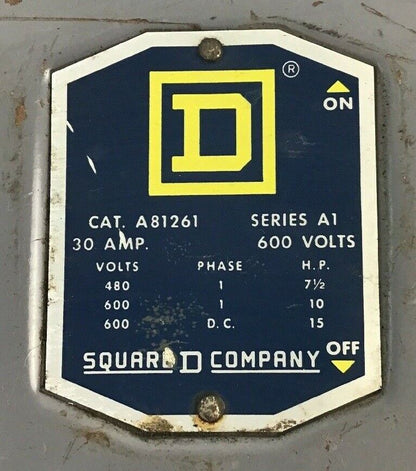 D ®
ON
CAT. A81261 SERIES A1
30 AMP. 600 VOLTS
VOLTS PHASE H.P.
480 1 7½
600 1 10
600 D.C. 15
OFF
SQUARE D COMPANY